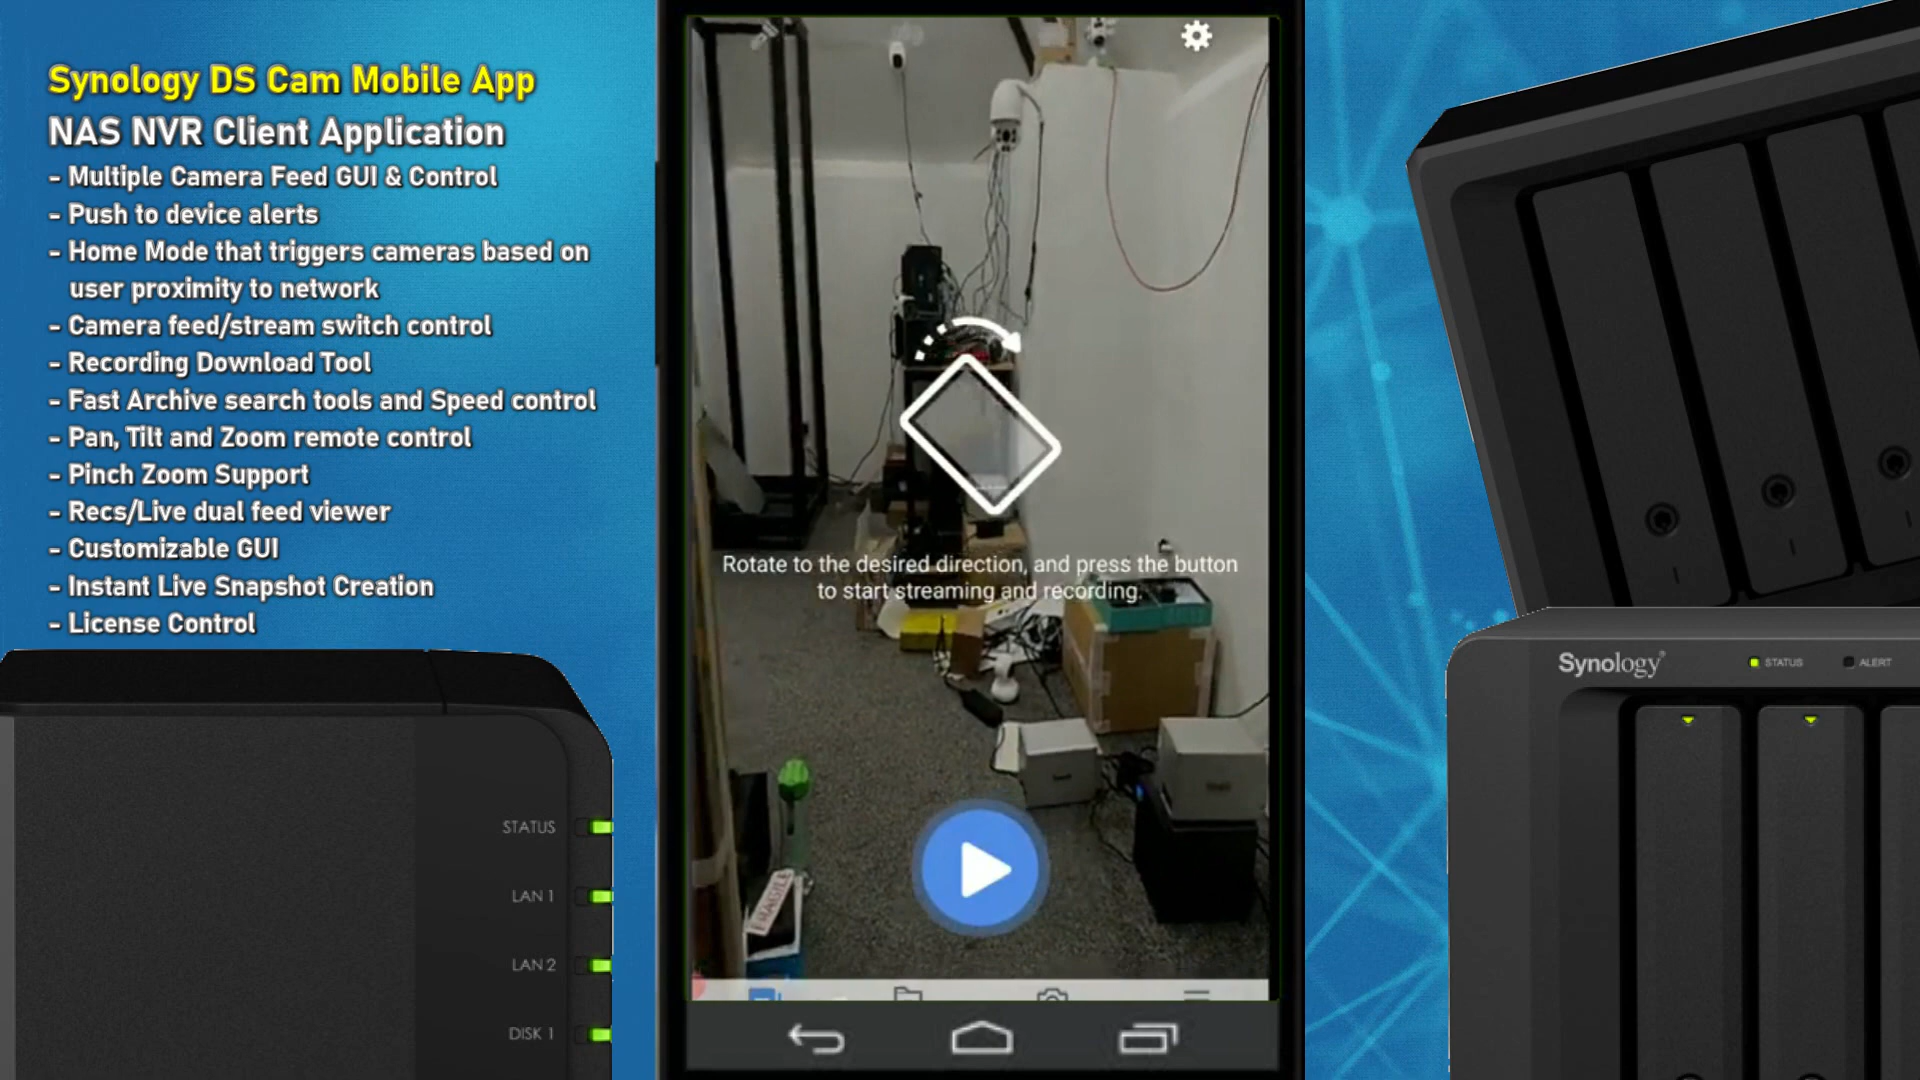 Synology DS Cam Mobile App
NAS NVR Client Application
- Multiple Camera Feed GUI & Control
- Push to device alerts
- Home Mode that triggers cameras based on
user proximity to network
- Camera feed/stream switch control
- Recording Download Tool
- Fast Archive search tools and Speed control
- Pan, Tilt and Zoom remote control
- Pinch Zoom Support
- Recs/Live dual feed viewer
- Customizable GUI
- Instant Live Snapshot Creation
- License Control
STATUS
LAN 1
LAN 2
DISK 1
Rotate to the desired direction, and press the button
to start streaming and recording.
FRAGILE
Synology®
STATUS
ALERT